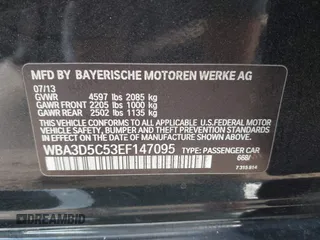 MFD BY BAYERISCHE MOTOREN WERKE AG
07/13
GVWR 4597 lbs 2085 kg
GAWR FRONT 2205 lbs 1000 kg
GAWR REAR 2502 lbs 1135 kg
THIS VEHICLE CONFORMS TO ALL APPLICABLE U.S. FEDERAL MOTOR
VEHICLE SAFETY, BUMPER, AND THEFT PREVENTION STANDARDS
IN EFFECT ON THE DATE OF MANUFACTURE SHOWN ABOVE.
WBA3D5C53EF147095 TYPE: PASSENGER CAR
668/
DREAMBID